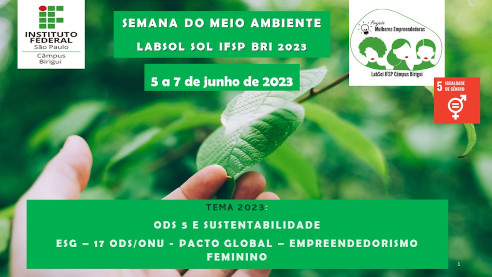 INSTITUTO
FEDERAL
São Paulo
Câmpus
Birigui
SEMANA DO MEIO AMBIENTE
LABSOL SOL IFSP BRI 2023
5 a 7 de junho de 2023
Projeto
Mulheres Empreendedoras
LabSol IFSP Câmpus Birigui
5 IGUALDADE
DE GÊNERO
TEMA 2023:
ODS 5 E SUSTENTABILIDADE
ESG – 17 ODS/ONU - PACTO GLOBAL – EMPREENDEDORISMO
FEMININO
1